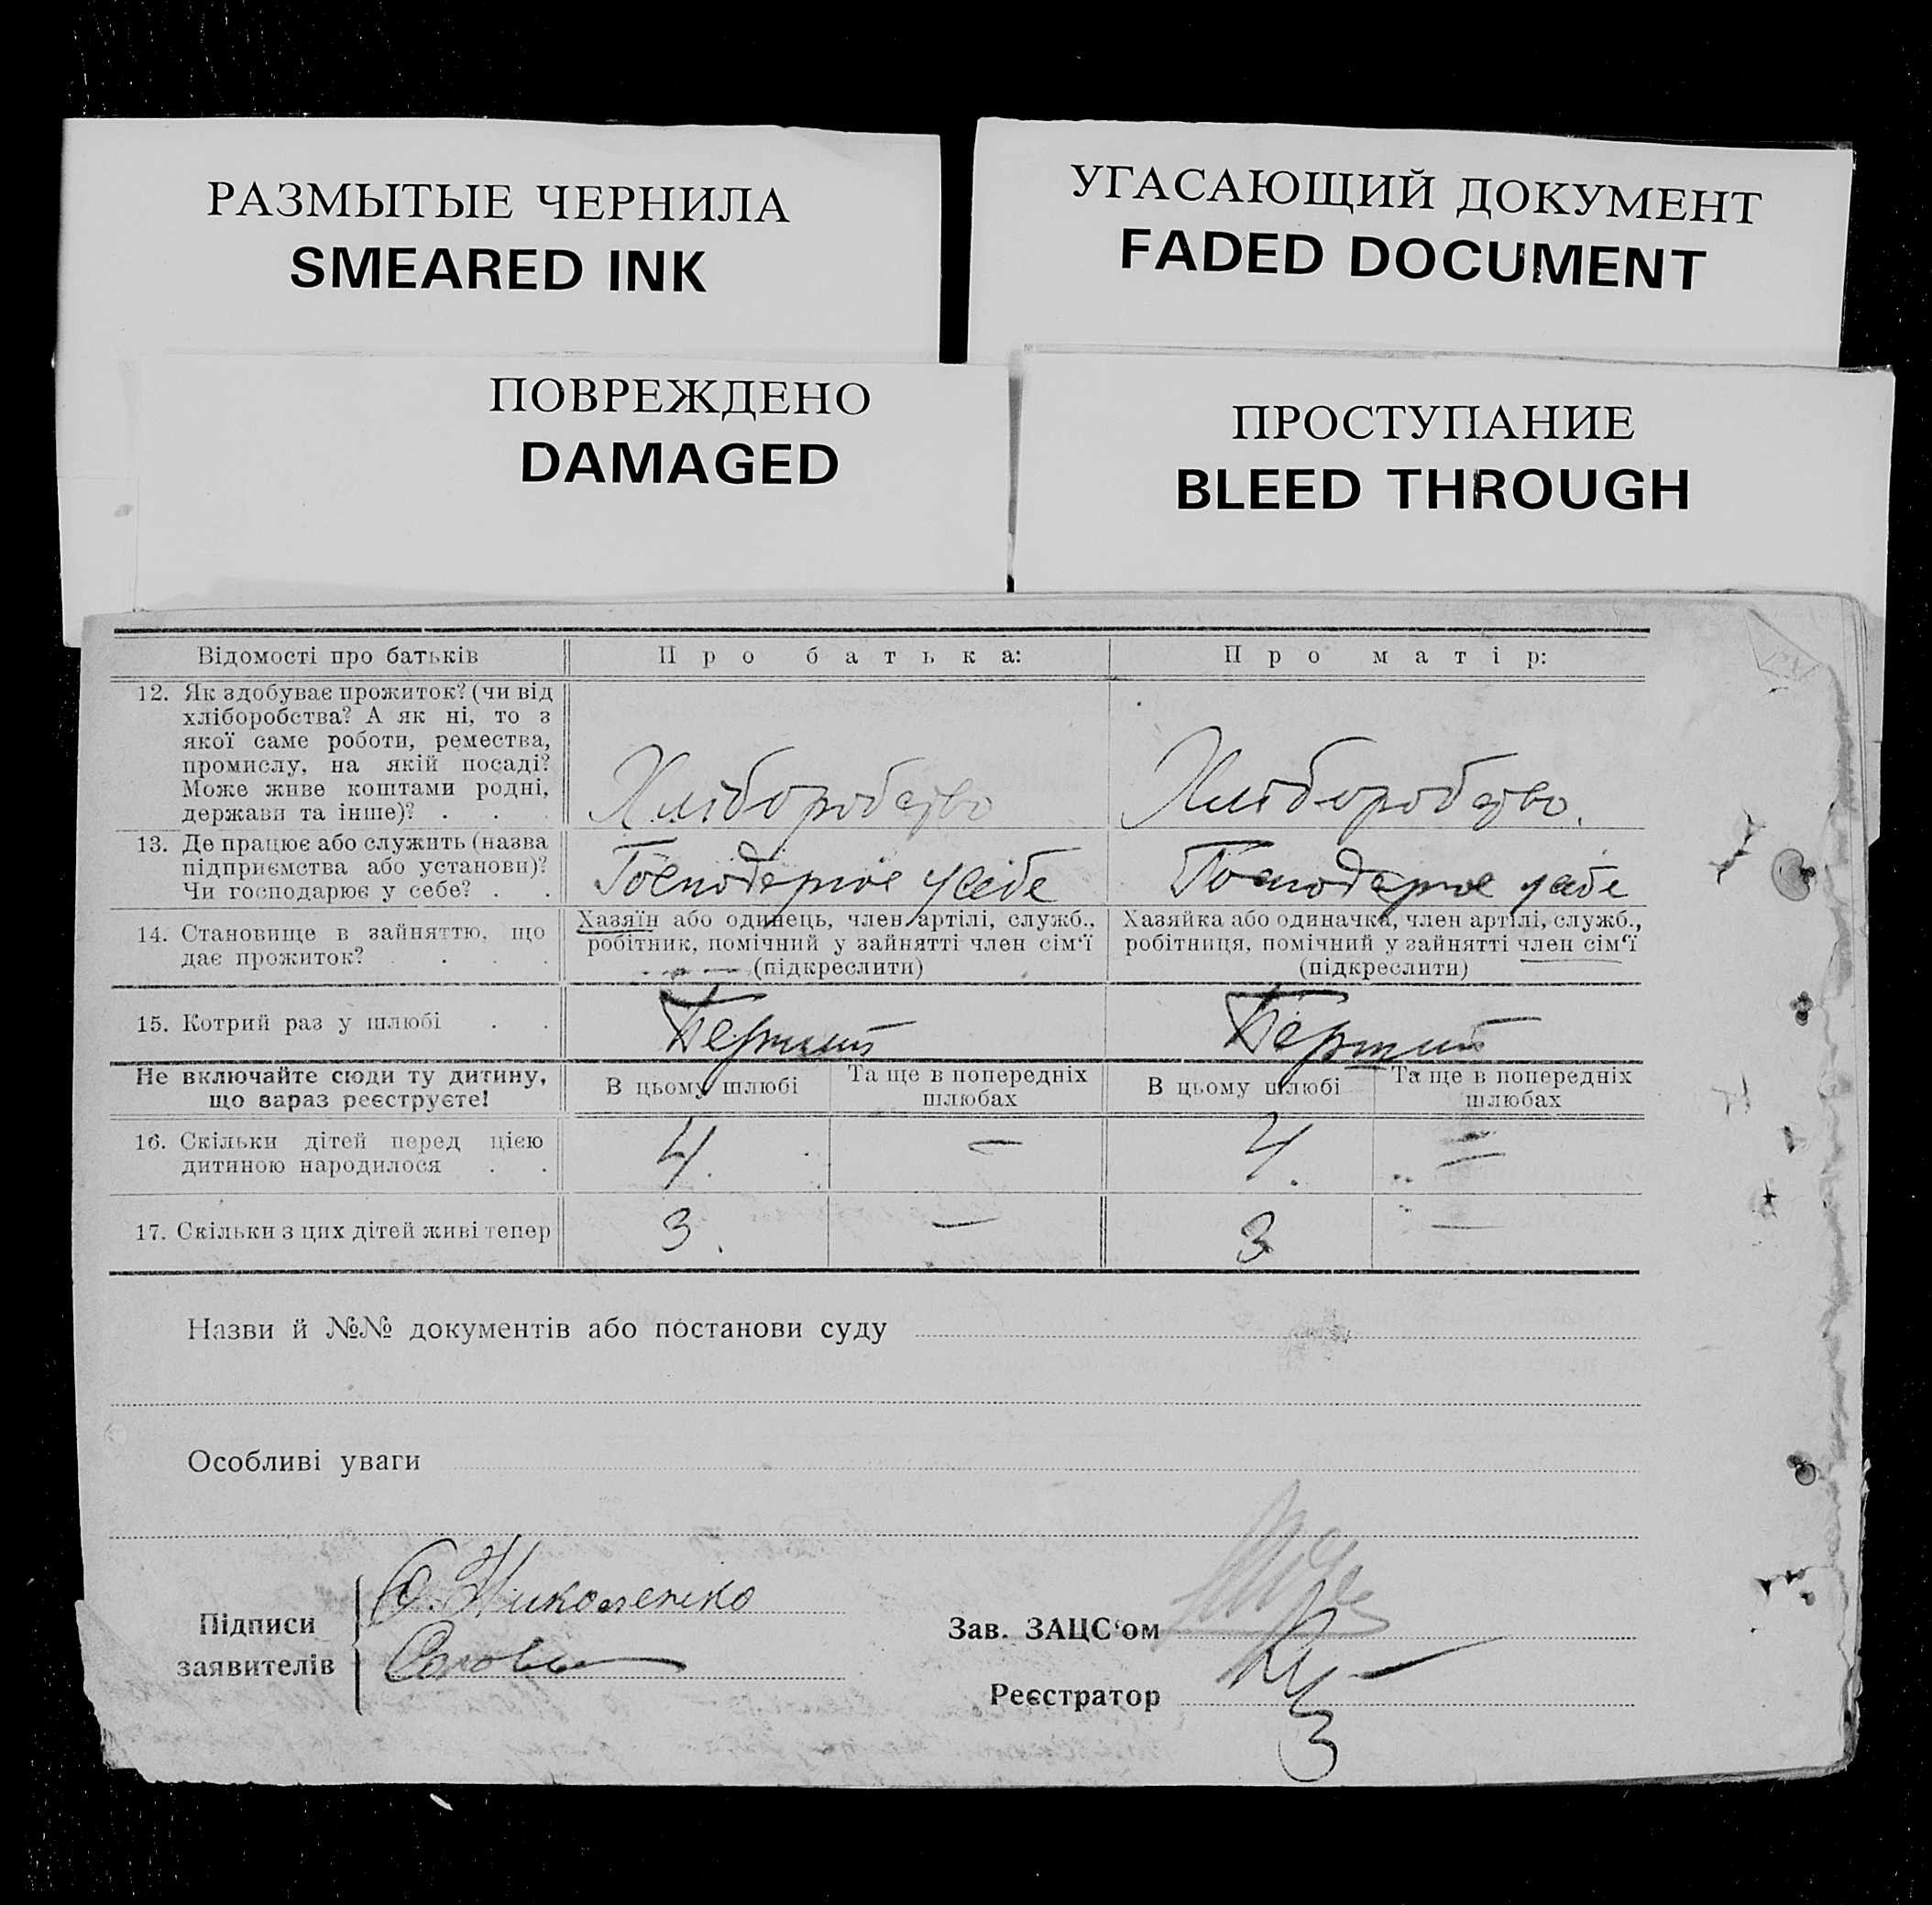 РАЗМЫТЫЕ ЧЕРНИЛА
SMEARED INK
УГАСАЮЩИЙ ДОКУМЕНТ
FADED DOCUMENT
ПОВРЕЖДЕНО
DAMAGED
ПРОСТУПАНИЕ
BLEED THROUGH
Відомості про батьків
Про батька:
Про матір:
12. Як здобуває прожиток? (чи від
хліборобства? А як ні, то з
якої саме роботи, ремества,
промислу, на якій посаді?
Може живе коштами родні,
держави та інше)? . . .
Хліборобство
Хліборобство.
13. Де працює або служить (назва
підприємства або установи)?
Чи господарює у себе? . .
Господарює у себе
Господарює у себе
14. Становище в зайняттю, що
дає прожиток? . . . .
Хазяїн або одинець, член артілі, служб.,
робітник, помічний у зайнятті член сім'ї
(підкреслити)
Хазяйка або одиначка, член артілі, служб.,
робітниця, помічний у зайнятті член сім'ї
(підкреслити)
15. Котрий раз у шлюбі . .
Перший
Перший
Не включайте сюди ту дитину,
що зараз реєструєте!
В цьому шлюбі
Та ще в попередніх
шлюбах
В цьому шлюбі
Та ще в попередніх
шлюбах
16. Скільки дітей перед цією
дитиною народилося . .
4. —
4. —
17. Скільки з цих дітей живі тепер
3. —
3 —
Назви й №№ документів або постанови суду
Особливі уваги
Підписи
заявителів
Николенко
Зав. ЗАЦС'ом
Реєстратор
3